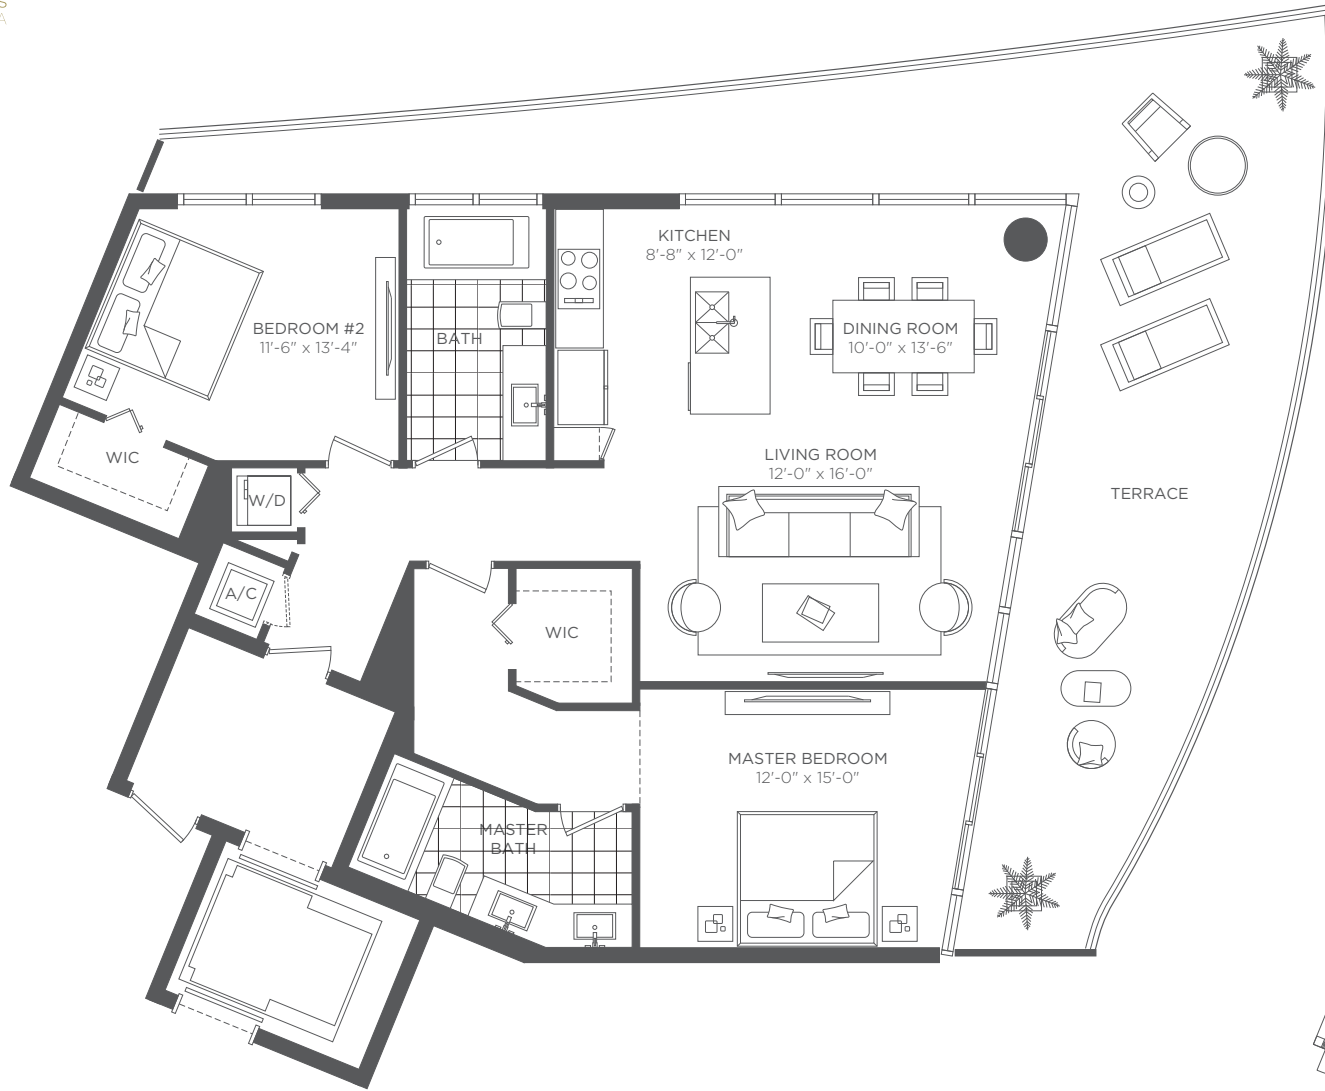 KITCHEN
8'-8" x 12'-0"
BEDROOM #2
11'-6" x 13'-4"
BATH
DINING ROOM
10'-0" x 13'-6"
WIC
LIVING ROOM
12'-0" x 16'-0"
W/D
TERRACE
A/C
WIC
MASTER BEDROOM
12'-0" x 15'-0"
MASTER
BATH